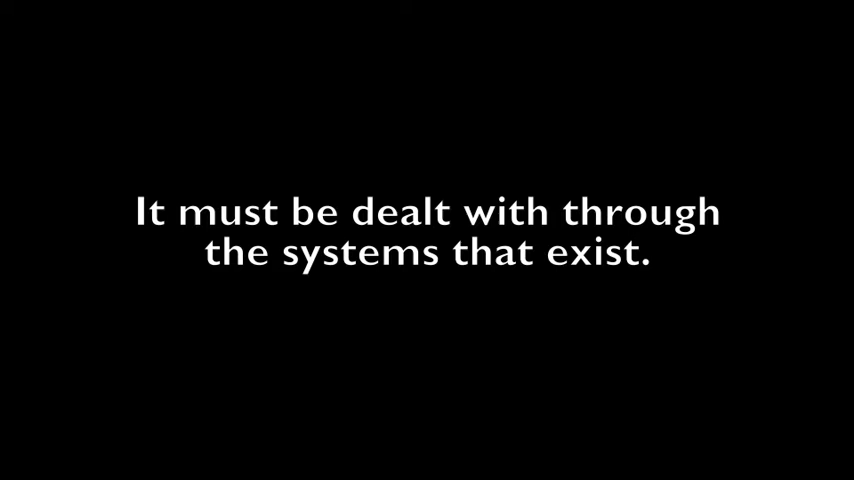 It must be dealt with through
the systems that exist.